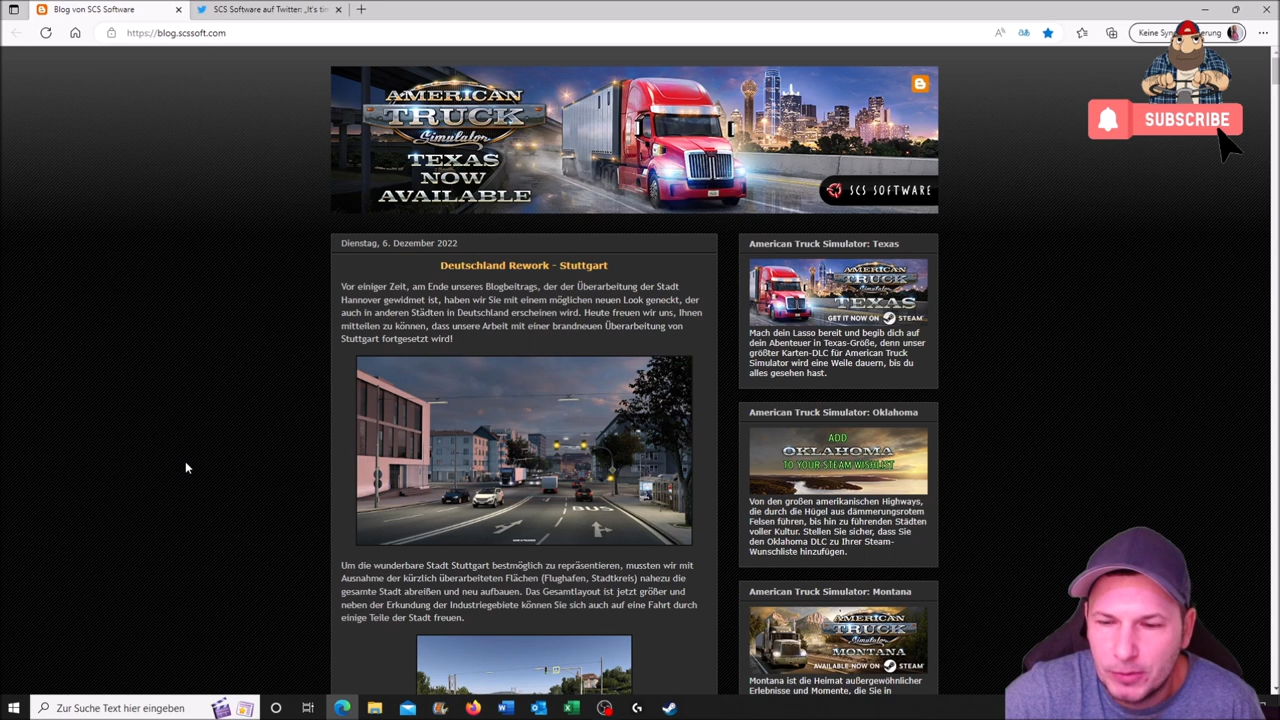 Blog von SCS Software
SCS Software auf Twitter: „It's tim
https://blog.scssoft.com
Keine Syn
erung
SUBSCRIBE
AMERICAN
TRUCK
Simulator
TEXAS
NOW
AVAILABLE
SCS SOFTWARE
Dienstag, 6. Dezember 2022
Deutschland Rework - Stuttgart
Vor einiger Zeit, am Ende unseres Blogbeitrags, der der Überarbeitung der Stadt
Hannover gewidmet ist, haben wir Sie mit einem möglichen neuen Look geneckt, der
auch in anderen Städten in Deutschland erscheinen wird. Heute freuen wir uns, Ihnen
mitteilen zu können, dass unsere Arbeit mit einer brandneuen Überarbeitung von
Stuttgart fortgesetzt wird!
BUS
Um die wunderbare Stadt Stuttgart bestmöglich zu repräsentieren, mussten wir mit
Ausnahme der kürzlich überarbeiteten Flächen (Flughafen, Stadtkreis) nahezu die
gesamte Stadt abreißen und neu aufbauen. Das Gesamtlayout ist jetzt größer und
neben der Erkundung der Industriegebiete können Sie sich auch auf eine Fahrt durch
einige Teile der Stadt freuen.
American Truck Simulator: Texas
AMERICAN
TRUCK
Simulator
TEXAS
GET IT NOW ON STEAM
Mach dein Lasso bereit und begib dich auf
dein Abenteuer in Texas-Größe, denn unser
größter Karten-DLC für American Truck
Simulator wird eine Weile dauern, bis du
alles gesehen hast.
American Truck Simulator: Oklahoma
ADD
OKLAHOMA
TO YOUR STEAM WISHLIST
Von den großen amerikanischen Highways,
die durch die Hügel aus dämmerungsrotem
Felsen führen, bis hin zu führenden Städten
voller Kultur. Stellen Sie sicher, dass Sie
den Oklahoma DLC zu Ihrer Steam-
Wunschliste hinzufügen.
American Truck Simulator: Montana
AMERICAN
TRUCK
Simulator
MONTANA
AVAILABLE NOW ON STEAM
Montana ist die Heimat außergewöhnlicher
Erlebnisse und Momente, die Sie in
Zur Suche Text hier eingeben